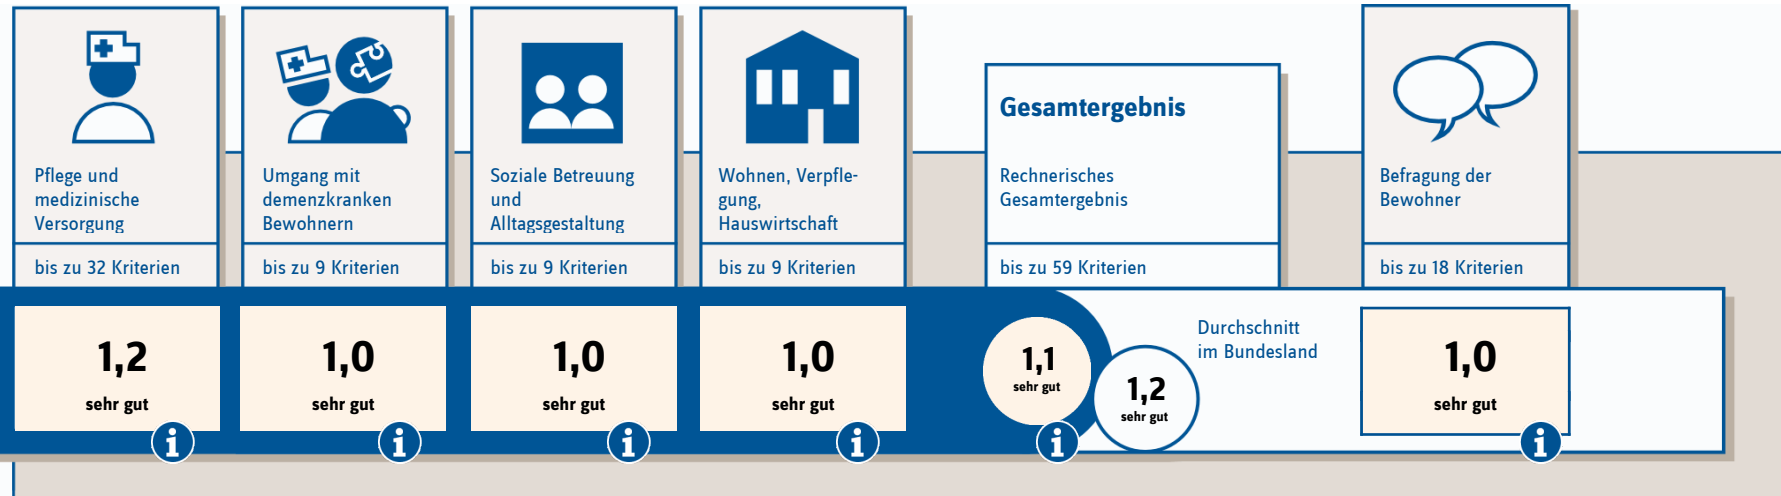 Pflege und
medizinische
Versorgung
bis zu 32 Kriterien
1,2
sehr gut
Umgang mit
demenzkranken
Bewohnern
bis zu 9 Kriterien
1,0
sehr gut
Soziale Betreuung
und
Alltagsgestaltung
bis zu 9 Kriterien
1,0
sehr gut
Wohnen, Verpfle-
gung,
Hauswirtschaft
bis zu 9 Kriterien
1,0
sehr gut
Gesamtergebnis
Rechnerisches
Gesamtergebnis
bis zu 59 Kriterien
1,1
sehr gut
1,2
sehr gut
Durchschnitt
im Bundesland
Befragung der
Bewohner
bis zu 18 Kriterien
1,0
sehr gut
i
i
i
i
i
i